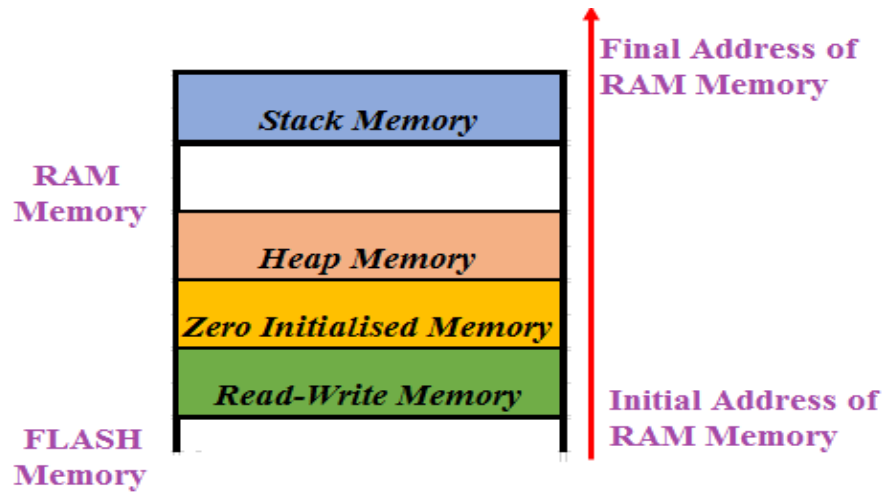 Final Address of
RAM Memory
Stack Memory
RAM
Memory
Heap Memory
Zero Initialised Memory
Read-Write Memory
Initial Address of
RAM Memory
FLASH
Memory